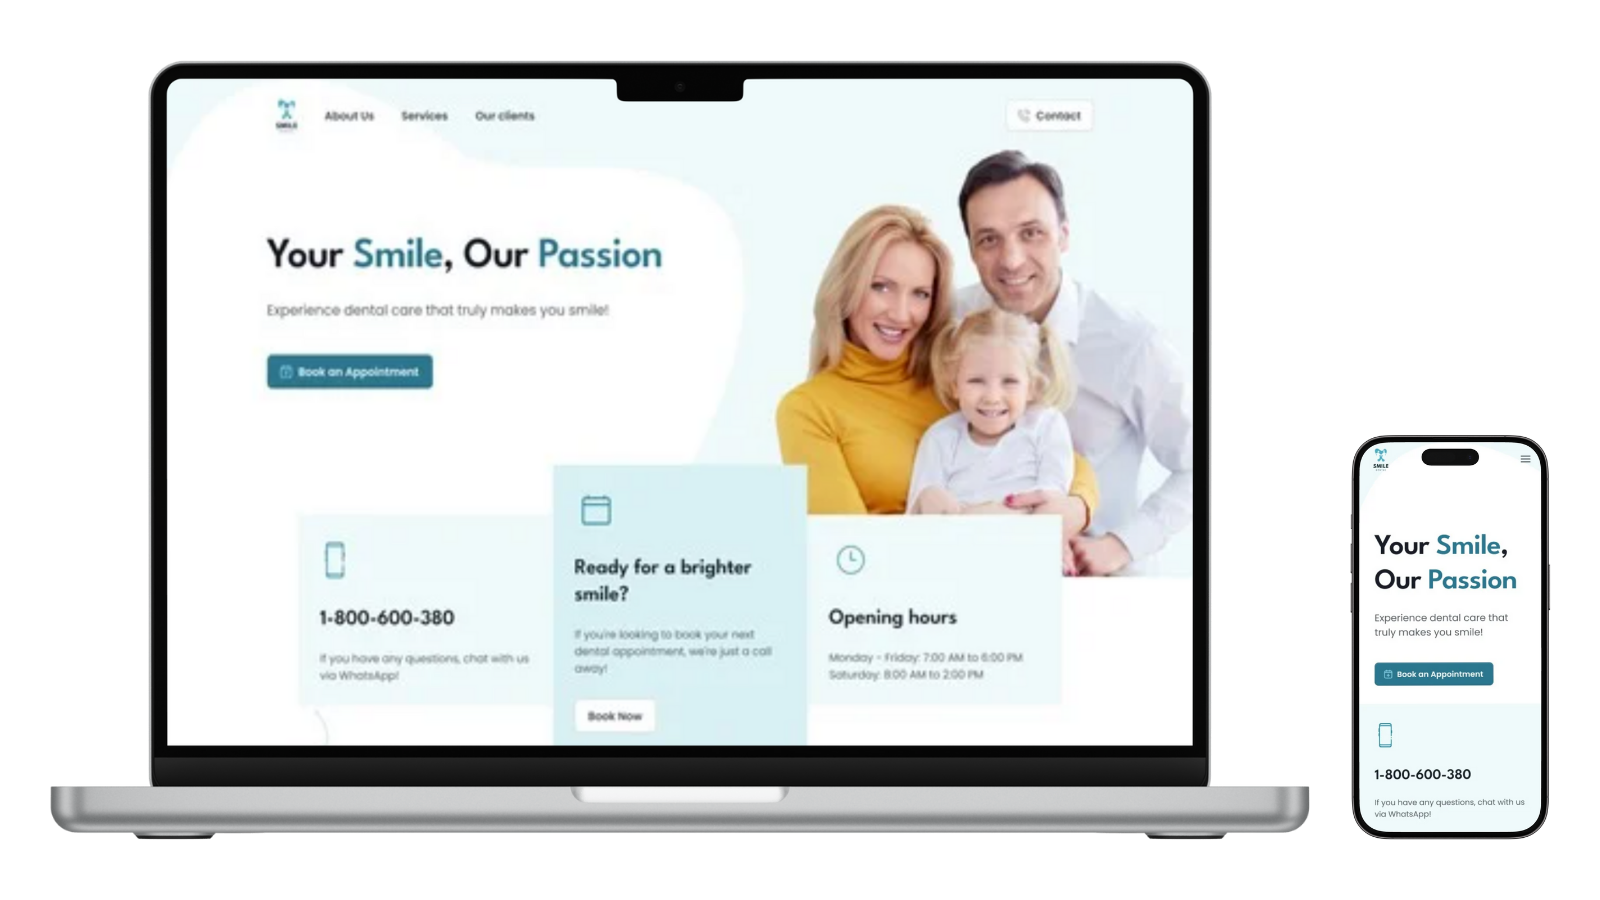 SMILE
About Us
Services
Our clients
Contact
Your Smile, Our Passion
Experience dental care that truly makes you smile!
Book an Appointment
1-800-600-380
If you have any questions, chat with us
via WhatsApp!
Ready for a brighter
smile?
If you're looking to book your next
dental appointment, we're just a call
away!
Book Now
Opening hours
Monday - Friday: 7:00 AM to 6:00 PM
Saturday: 8:00 AM to 2:00 PM
SMILE
Your Smile,
Our Passion
Experience dental care that
truly makes you smile!
Book an Appointment
1-800-600-380
If you have any questions, chat with us
via WhatsApp!